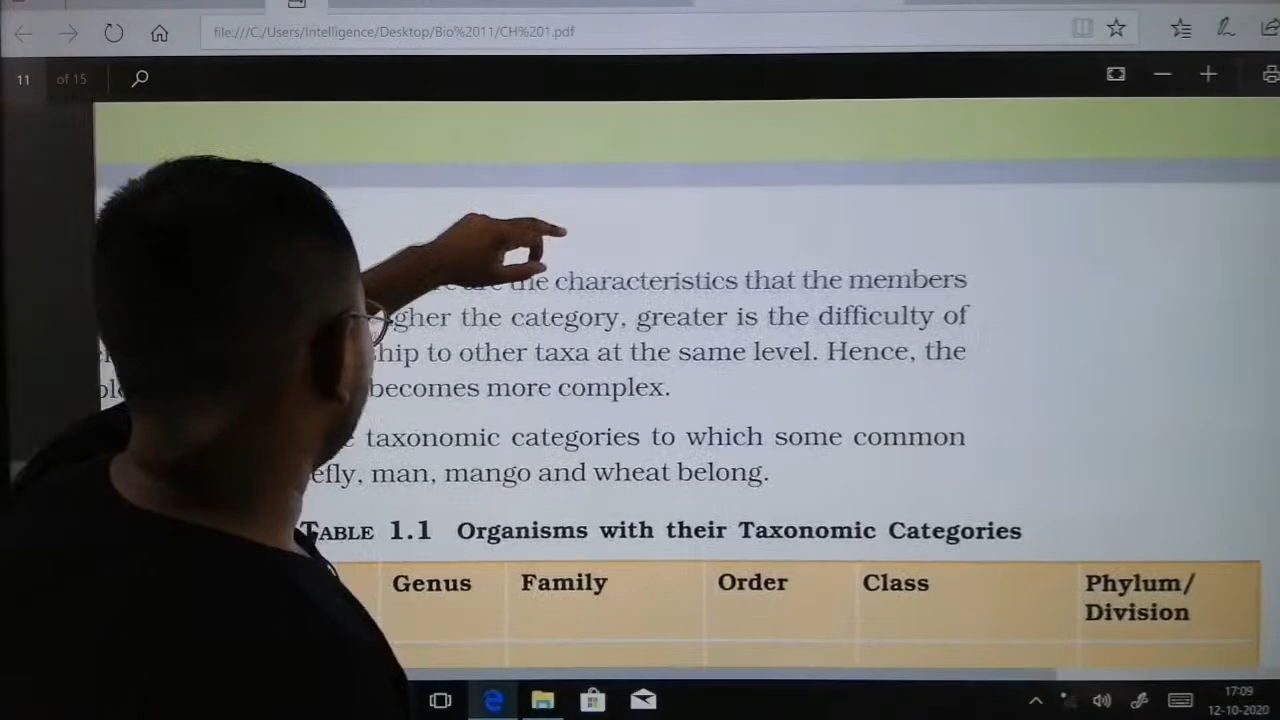 file:///C:/Users/Intelligence/Desktop/Bio%2011/CH%201.pdf
11 of 15
the characteristics that the members
gher the category, greater is the difficulty of
hip to other taxa at the same level. Hence, the
becomes more complex.
taxonomic categories to which some common
efly, man, mango and wheat belong.
TABLE 1.1 Organisms with their Taxonomic Categories
Genus Family Order Class Phylum/
Division
17:09
12-10-2020